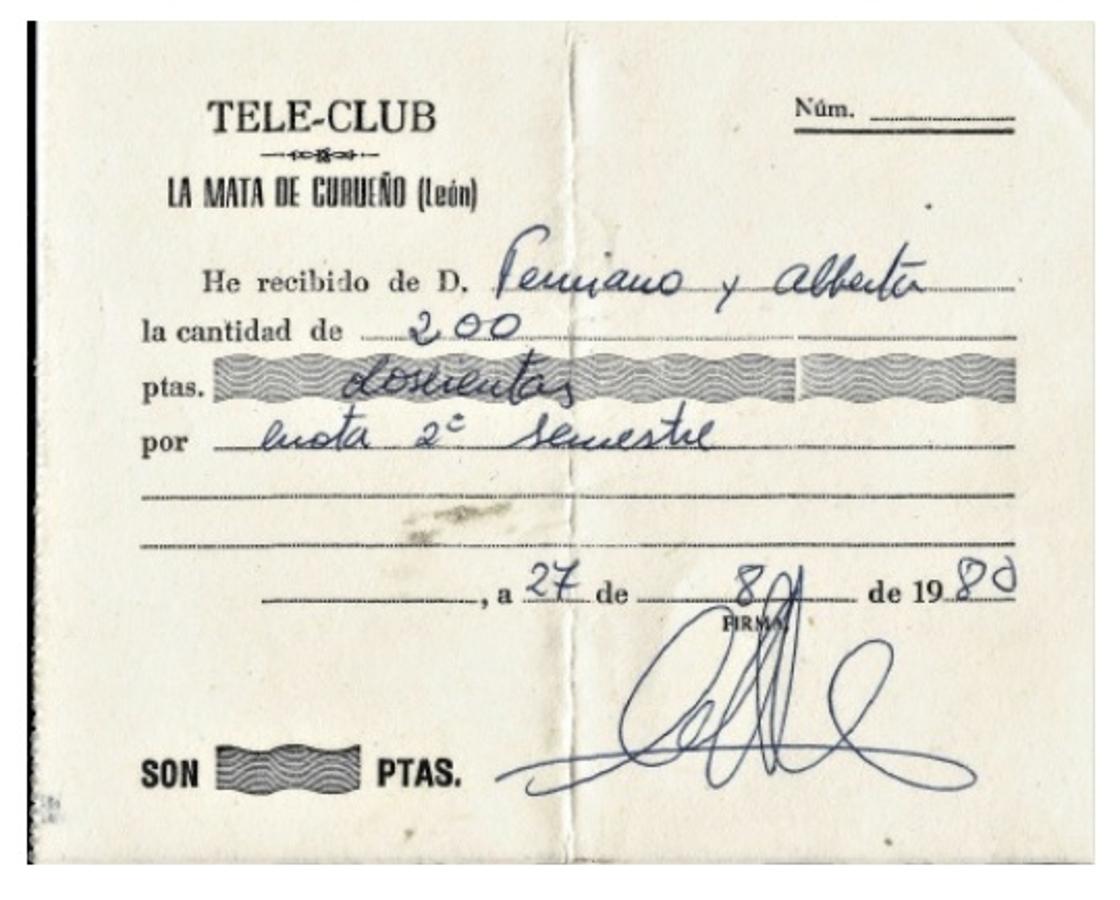 TELE-CLUB
Núm.
LA MATA DE CURUEÑO (León)
He recibido de D. y Alberta
la cantidad de 200
ptas. doscientas
por cuota 2º semestre
, a 27 de 8 de 1980
FIRMA,
SON PTAS.